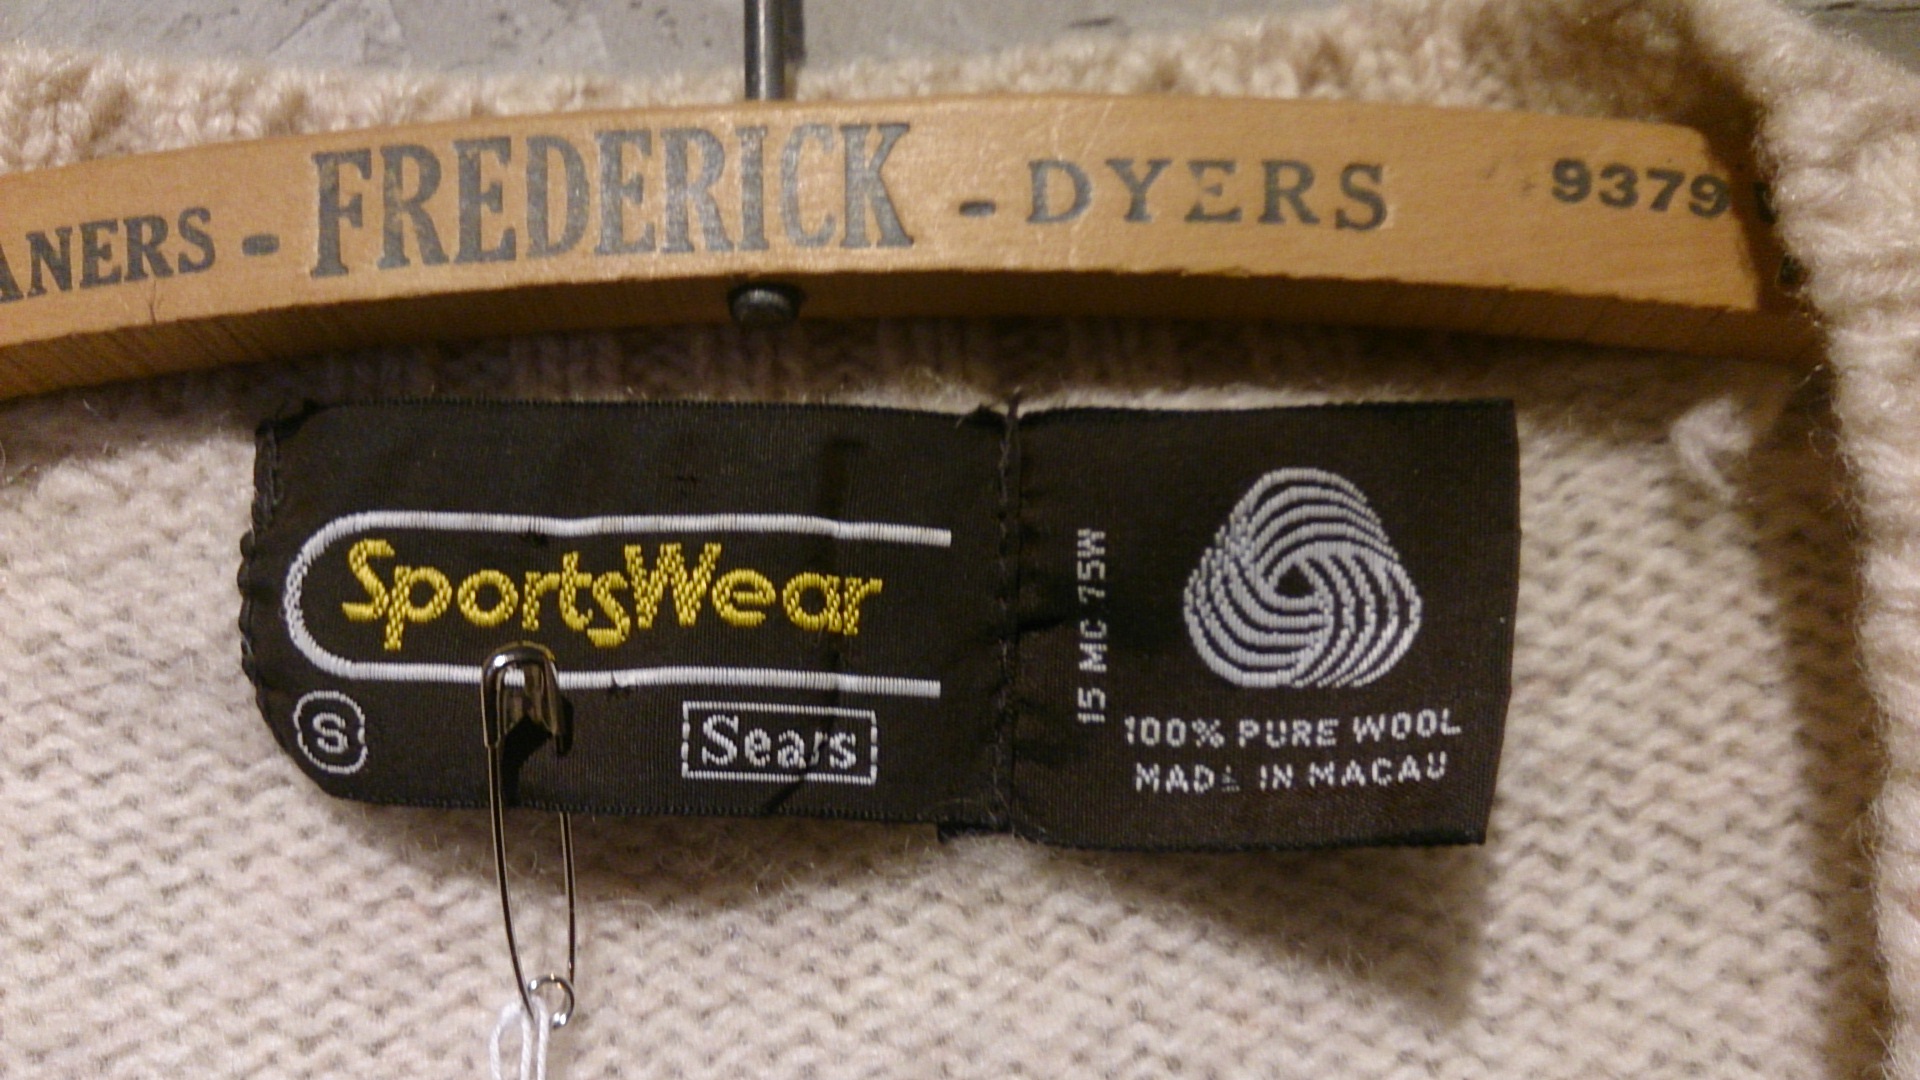 ANERS - FREDERICK - DYERS 9379
SportsWear
S
Sears
15 MC 75W
100% PURE WOOL
MADE IN MACAU